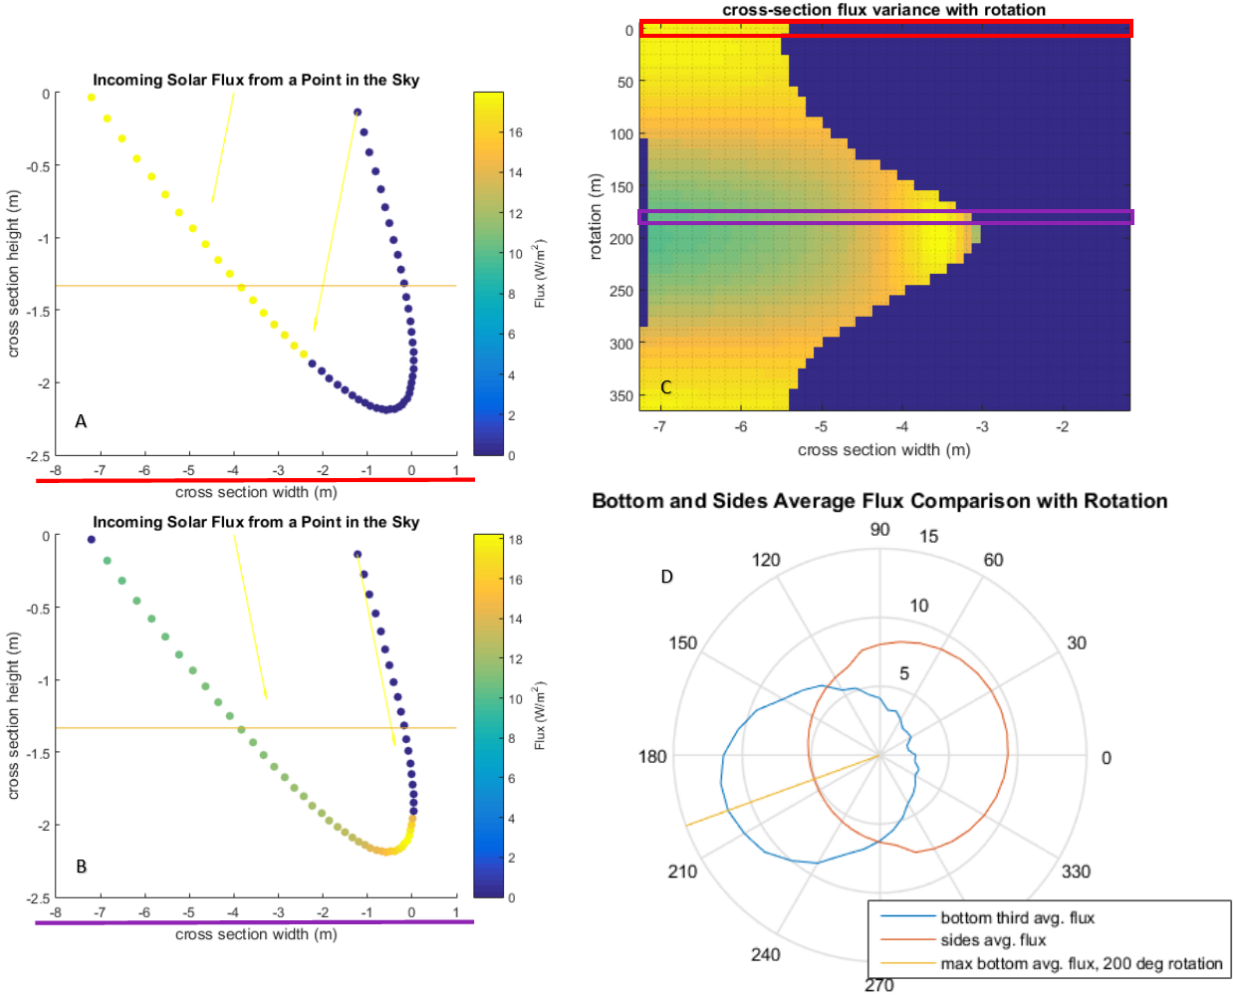 Incoming Solar Flux from a Point in the Sky
0
-0.5
-1
-1.5
-2
-2.5
cross section height (m)
-8 -7 -6 -5 -4 -3 -2 -1 0 1
cross section width (m)
A
16
14
12
10
8
6
4
2
0
Flux (W/m²)
Incoming Solar Flux from a Point in the Sky
0
-0.5
-1
-1.5
-2
-2.5
cross section height (m)
-8 -7 -6 -5 -4 -3 -2 -1 0 1
cross section width (m)
B
18
16
14
12
10
8
6
4
2
0
Flux (W/m²)
cross-section flux variance with rotation
0
50
100
150
200
250
300
350
rotation (m)
C
-7 -6 -5 -4 -3 -2
cross section width (m)
Bottom and Sides Average Flux Comparison with Rotation
D
90
15
120
60
10
150
30
5
180
0
210
330
240
270
bottom third avg. flux
sides avg. flux
max bottom avg. flux, 200 deg rotation